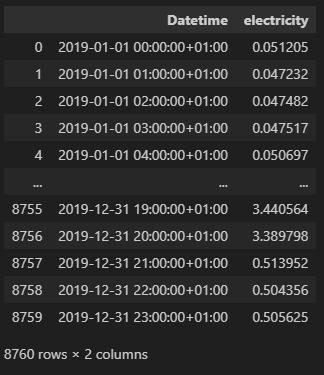 Datetime electricity
0 2019-01-01 00:00:00+01:00 0.051205
1 2019-01-01 01:00:00+01:00 0.047232
2 2019-01-01 02:00:00+01:00 0.047482
3 2019-01-01 03:00:00+01:00 0.047517
4 2019-01-01 04:00:00+01:00 0.050697
... ... ...
8755 2019-12-31 19:00:00+01:00 3.440564
8756 2019-12-31 20:00:00+01:00 3.389798
8757 2019-12-31 21:00:00+01:00 0.513952
8758 2019-12-31 22:00:00+01:00 0.504356
8759 2019-12-31 23:00:00+01:00 0.505625
8760 rows × 2 columns